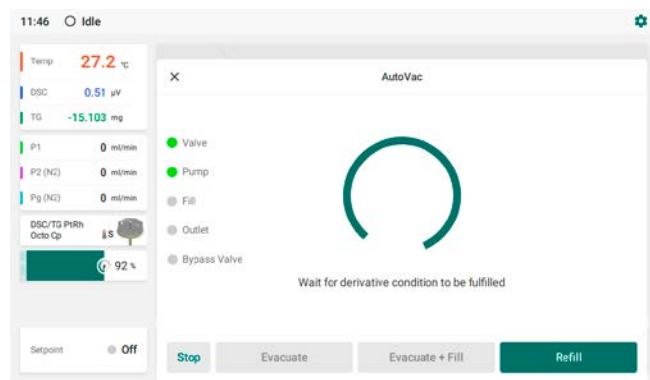 11:46 Idle
Temp 27.2 °C
DSC 0.51 µV
TG -15.103 mg
P1 0 ml/min
P2 (N2) 0 ml/min
Pg (N2) 0 ml/min
DSC/TG PtRh
Octo Cp S
92 %
Setpoint Off
AutoVac
Valve
Pump
Fill
Outlet
Bypass Valve
Wait for derivative condition to be fulfilled
Stop Evacuate Evacuate + Fill Refill